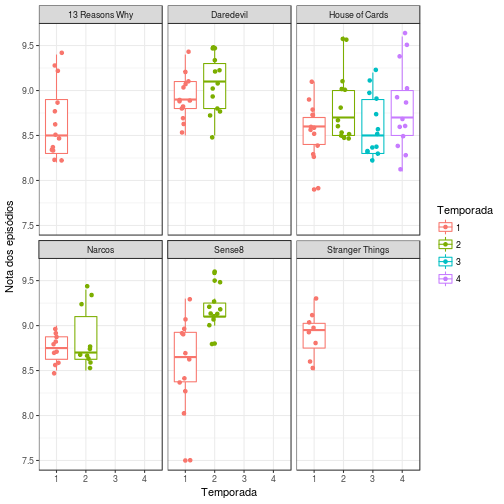 13 Reasons Why
Daredevil
House of Cards
9.5
9.0
8.5
8.0
7.5
Narcos
Sense8
Stranger Things
9.5
9.0
8.5
8.0
7.5
1 2 3 4
1 2 3 4
1 2 3 4
Temporada
Nota dos episódios
Temporada
1
2
3
4